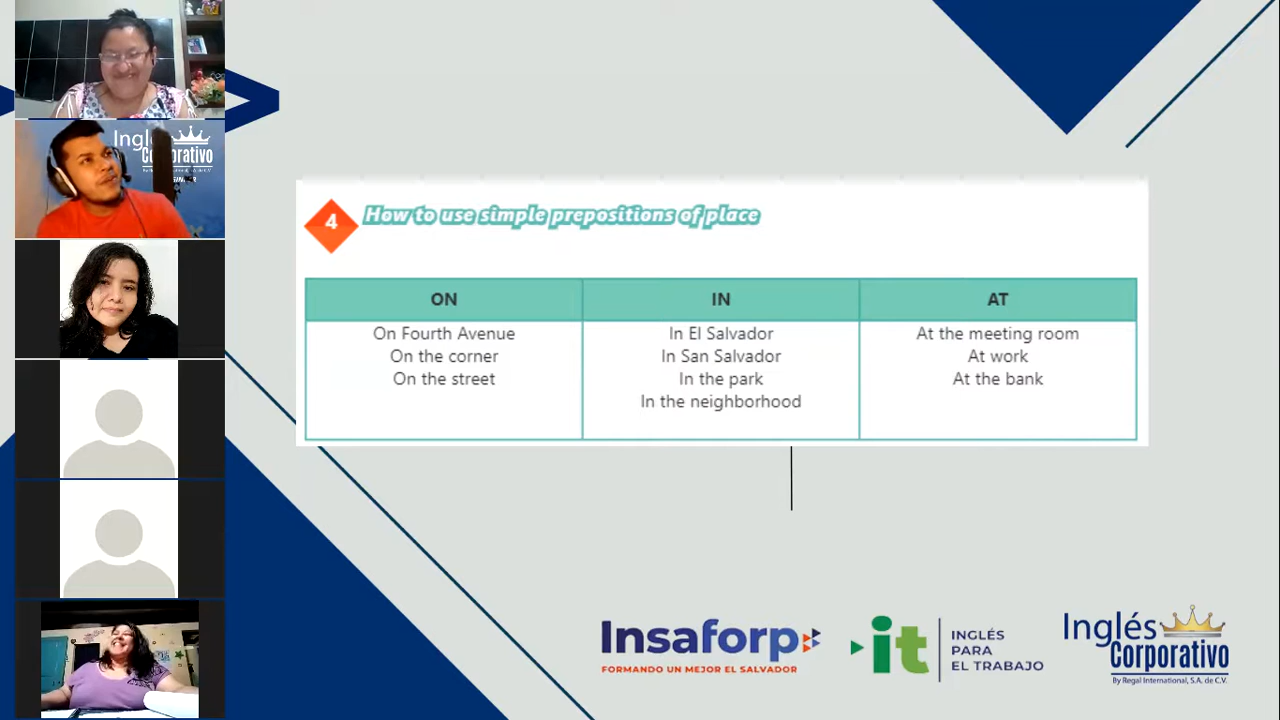 Inglés
Corporativo
4
How to use simple prepositions of place
ON
IN
AT
On Fourth Avenue
On the corner
On the street
In El Salvador
In San Salvador
In the park
In the neighborhood
At the meeting room
At work
At the bank
Insaforp
FORMANDO UN MEJOR EL SALVADOR
it
INGLÉS
PARA
EL TRABAJO
Inglés
Corporativo
By Regal International, S.A. de C.V.